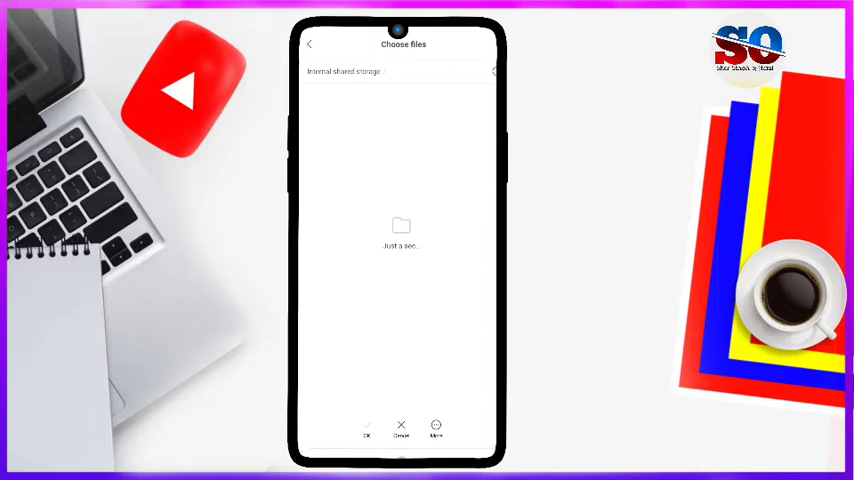 Choose files
SO
Internal shared storage
Just a sec...
OK
Cancel
More